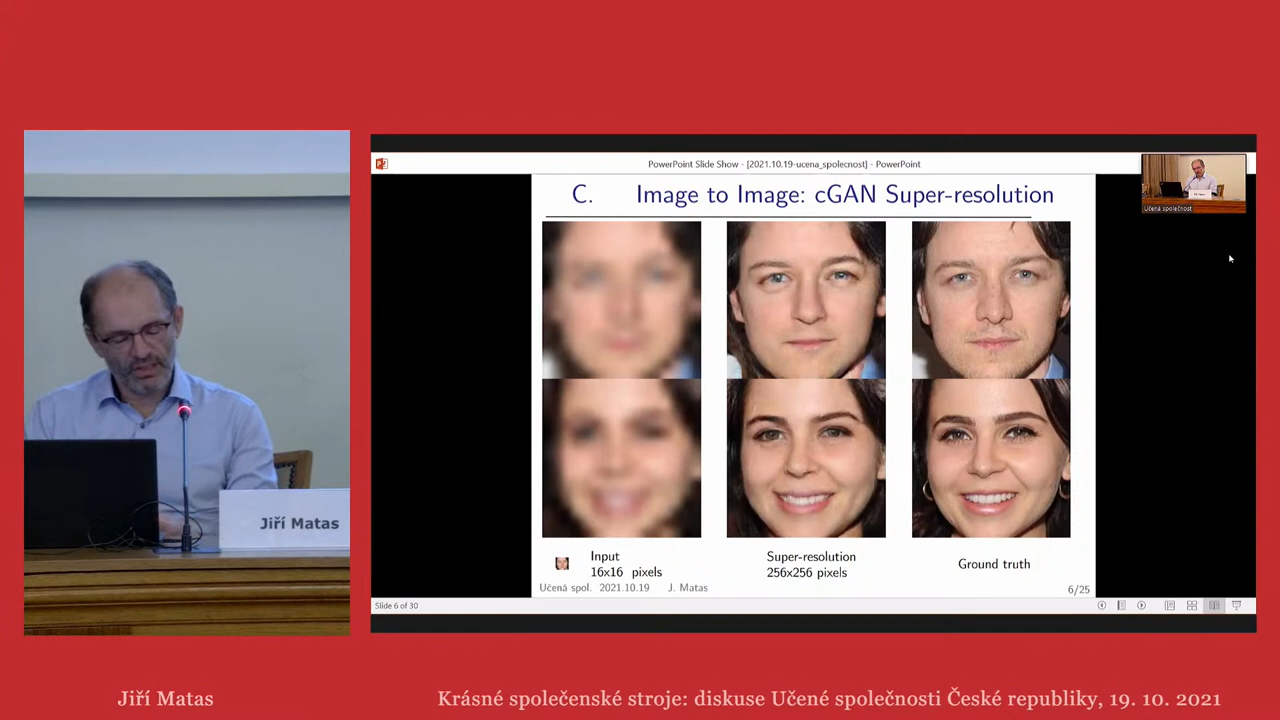 PowerPoint Slide Show - [2021.10.19-ucena_spolecnost] - PowerPoint
Učená společnost
C. Image to Image: cGAN Super-resolution
Input
16x16 pixels
Super-resolution
256x256 pixels
Ground truth
Učená spol. 2021.10.19 J. Matas
6/25
Slide 6 of 30
Jiří Matas
Jiří Matas
Krásné společenské stroje: diskuse Učené společnosti České republiky, 19. 10. 2021